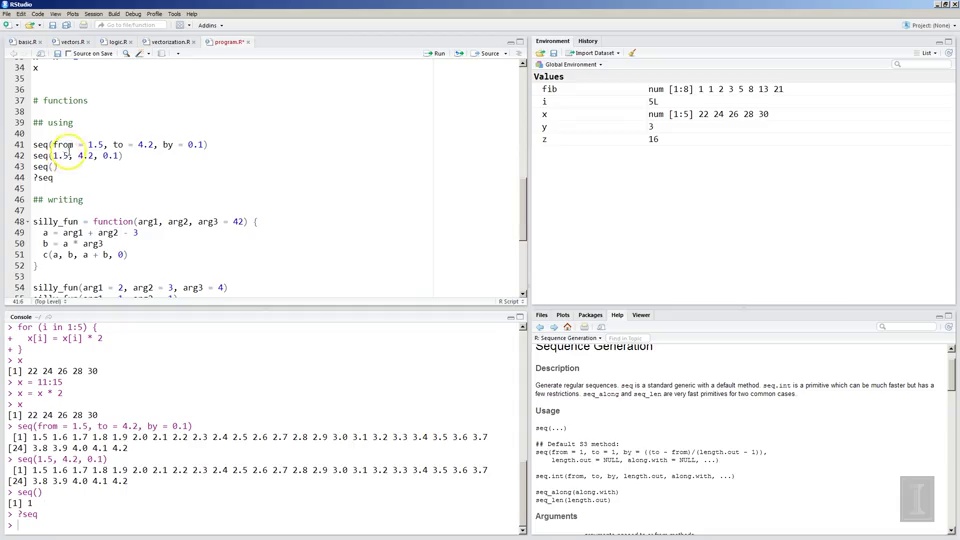 RStudio
File Edit Code View Plots Session Build Debug Profile Tools Help
Go to file/function Addins
Project: (None)
basic.R vectors.R logic.R vectorization.R program.R*
Source on Save Run Source
34 x
35
36
37 # functions
38
39 ## using
40
41 seq(from = 1.5, to = 4.2, by = 0.1)
42 seq(1.5, 4.2, 0.1)
43 seq()
44 ?seq
45
46 ## writing
47
48 silly_fun = function(arg1, arg2, arg3 = 42) {
49 a = arg1 + arg2 - 3
50 b = a * arg3
51 c(a, b, a + b, 0)
52 }
53
54 silly_fun(arg1 = 2, arg2 = 3, arg3 = 4)
41:6 (Top Level) R Script
Console ~/
> for (i in 1:5) {
+ x[i] = x[i] * 2
+ }
> x
[1] 22 24 26 28 30
> x = 11:15
> x = x * 2
> x
[1] 22 24 26 28 30
> seq(from = 1.5, to = 4.2, by = 0.1)
[1] 1.5 1.6 1.7 1.8 1.9 2.0 2.1 2.2 2.3 2.4 2.5 2.6 2.7 2.8 2.9 3.0 3.1 3.2 3.3 3.4 3.5 3.6 3.7
[24] 3.8 3.9 4.0 4.1 4.2
> seq(1.5, 4.2, 0.1)
[1] 1.5 1.6 1.7 1.8 1.9 2.0 2.1 2.2 2.3 2.4 2.5 2.6 2.7 2.8 2.9 3.0 3.1 3.2 3.3 3.4 3.5 3.6 3.7
[24] 3.8 3.9 4.0 4.1 4.2
> seq()
[1] 1
> ?seq
>
Environment History
Import Dataset List
Global Environment
Values
fib num [1:8] 1 1 2 3 5 8 13 21
i 5L
x num [1:5] 22 24 26 28 30
y 3
z 16
Files Plots Packages Help Viewer
R: Sequence Generation Find in Topic
Sequence Generation
Description
Generate regular sequences. seq is a standard generic with a default method. seq.int is a primitive which can be much faster but has a
few restrictions. seq_along and seq_len are very fast primitives for two common cases.
Usage
seq(...)
## Default S3 method:
seq(from = 1, to = 1, by = ((to - from)/(length.out - 1)),
length.out = NULL, along.with = NULL, ...)
seq.int(from, to, by, length.out, along.with, ...)
seq_along(along.with)
seq_len(length.out)
Arguments
I